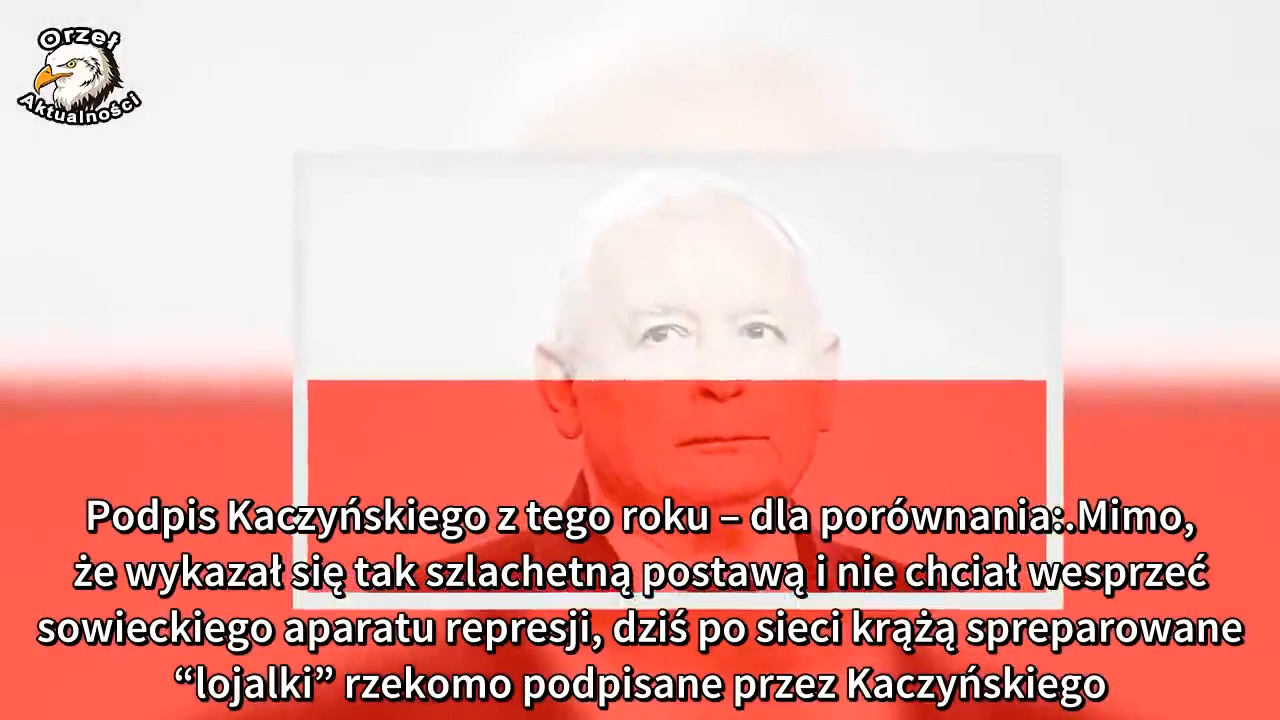 Orzeł
Aktualności
Podpis Kaczyńskiego z tego roku – dla porównania:.Mimo,
że wykazał się tak szlachetną postawą i nie chciał wesprzeć
sowieckiego aparatu represji, dziś po sieci krążą spreparowane
“lojalki” rzekomo podpisane przez Kaczyńskiego